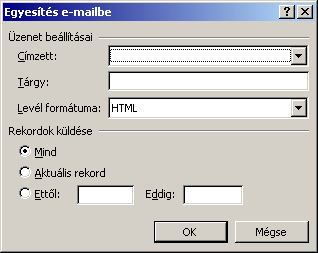 Egyesítés e-mailbe
Üzenet beállításai
Címzett:
Tárgy:
Levél formátuma: HTML
Rekordok küldése
Mind
Aktuális rekord
Ettől: Eddig:
OK Mégse